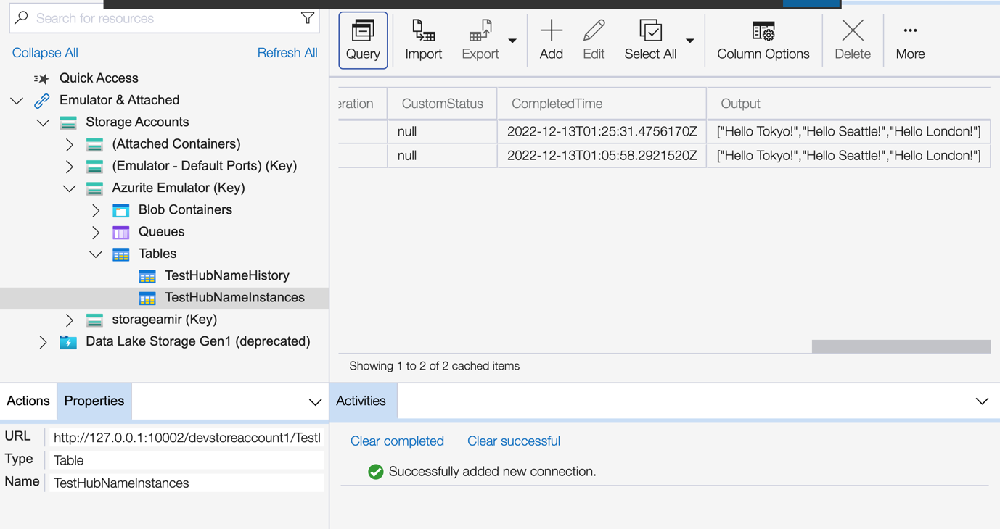 Search for resources
Collapse All Refresh All
Quick Access
Emulator & Attached
Storage Accounts
(Attached Containers)
(Emulator - Default Ports) (Key)
Azurite Emulator (Key)
Blob Containers
Queues
Tables
TestHubNameHistory
TestHubNameInstances
storageamir (Key)
Data Lake Storage Gen1 (deprecated)
Actions Properties
URL http://127.0.0.1:10002/devstoreaccount1/Test
Type Table
Name TestHubNameInstances
Query Import Export Add Edit Select All Column Options Delete More
eration CustomStatus CompletedTime Output
null 2022-12-13T01:25:31.4756170Z ["Hello Tokyo!","Hello Seattle!","Hello London!"]
null 2022-12-13T01:05:58.2921520Z ["Hello Tokyo!","Hello Seattle!","Hello London!"]
Showing 1 to 2 of 2 cached items
Activities
Clear completed Clear successful
Successfully added new connection.